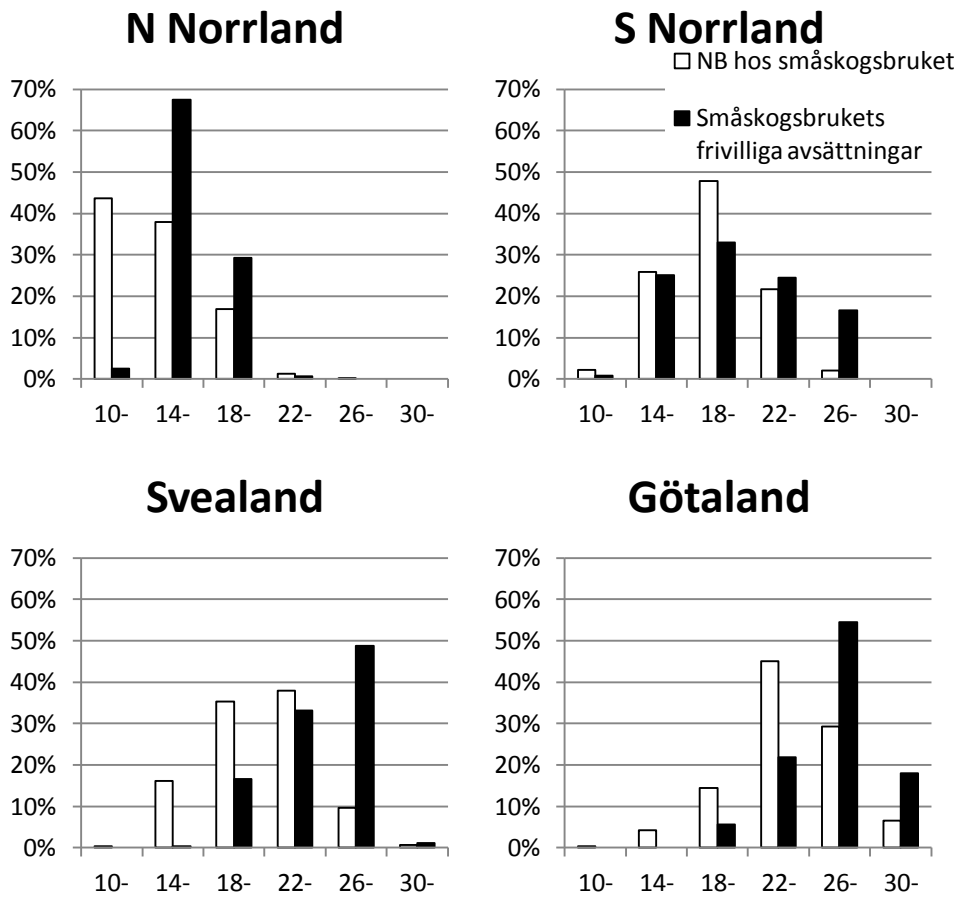 N Norrland
70%
60%
50%
40%
30%
20%
10%
0%
10- 14- 18- 22- 26- 30-
S Norrland
NB hos småskogsbruket
Småskogsbrukets
frivilliga avsättningar
70%
60%
50%
40%
30%
20%
10%
0%
10- 14- 18- 22- 26- 30-
Svealand
70%
60%
50%
40%
30%
20%
10%
0%
10- 14- 18- 22- 26- 30-
Götaland
70%
60%
50%
40%
30%
20%
10%
0%
10- 14- 18- 22- 26- 30-